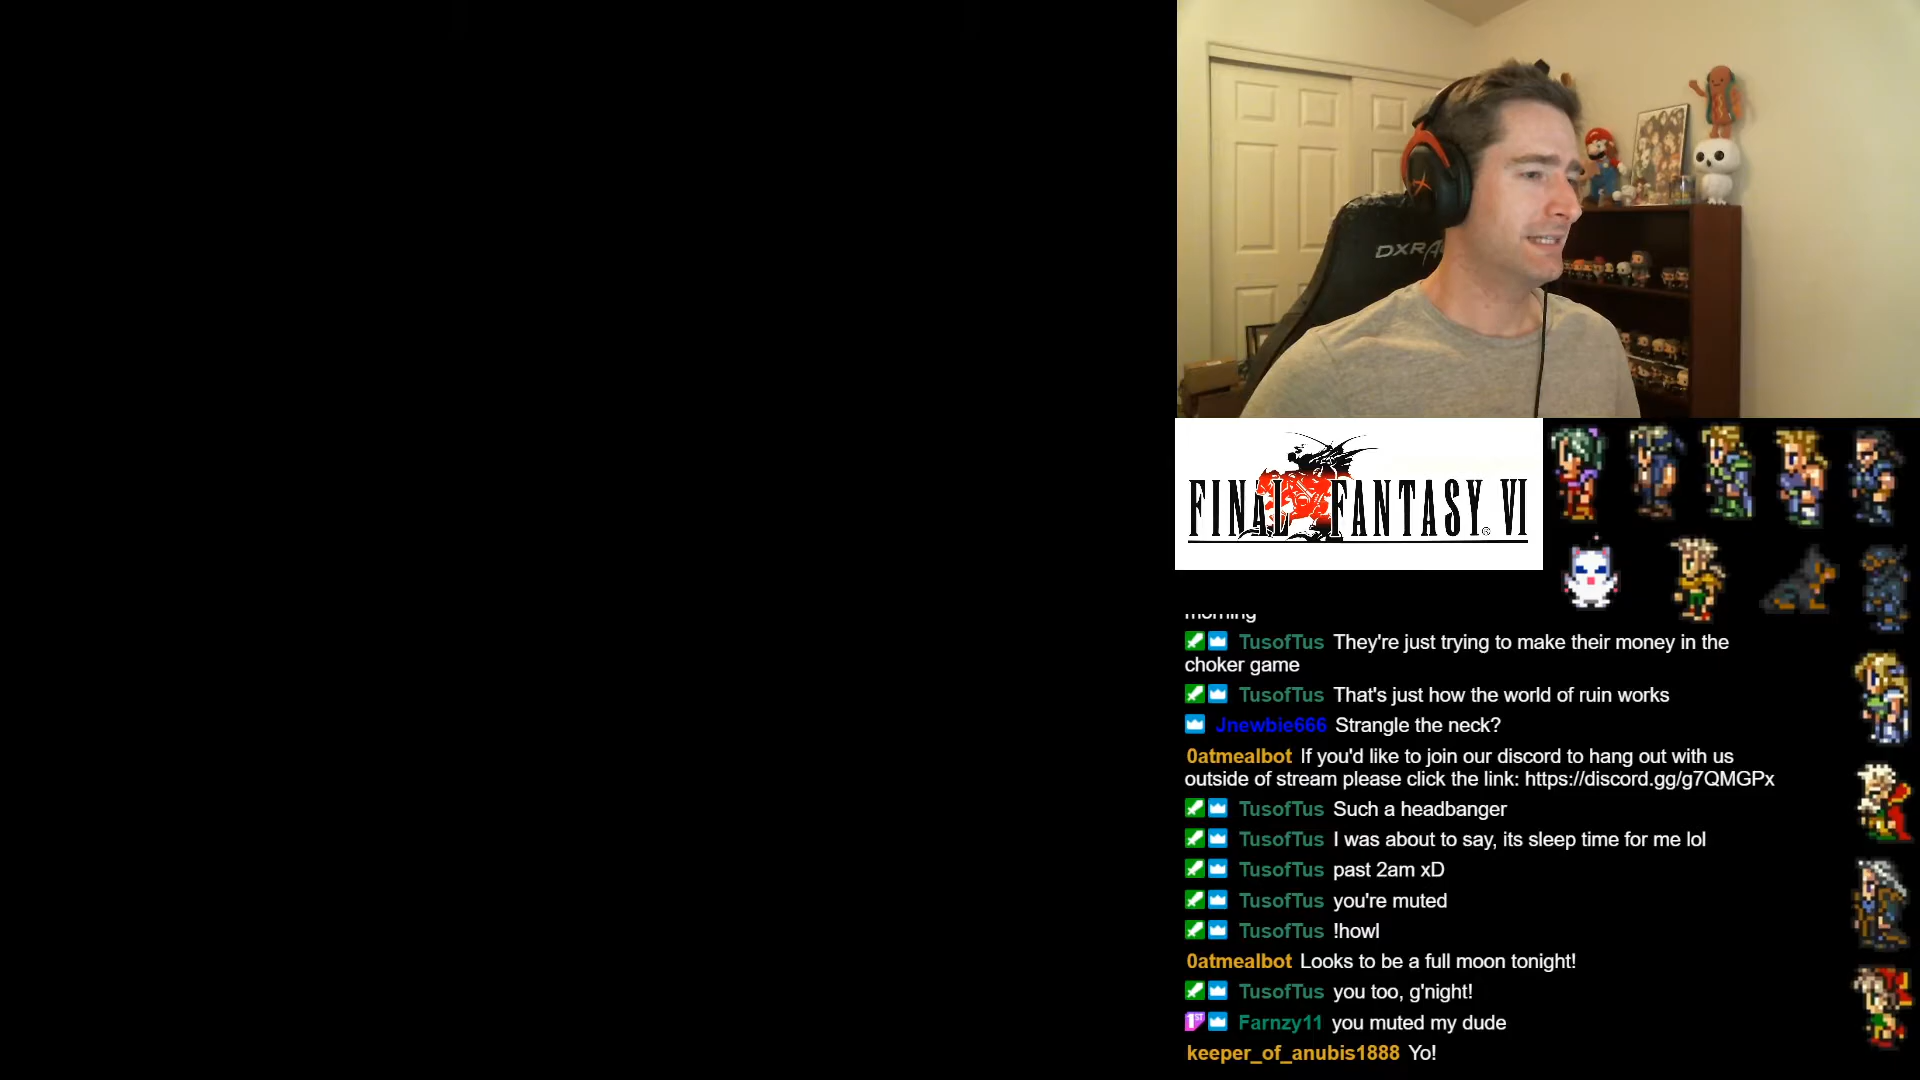 DXRA
FINAL FANTASY® VI
morning
TusofTus They're just trying to make their money in the
choker game
TusofTus That's just how the world of ruin works
Jnewbie666 Strangle the neck?
0atmealbot If you'd like to join our discord to hang out with us
outside of stream please click the link: https://discord.gg/g7QMGPx
TusofTus Such a headbanger
TusofTus I was about to say, its sleep time for me lol
TusofTus past 2am xD
TusofTus you're muted
TusofTus !howl
0atmealbot Looks to be a full moon tonight!
TusofTus you too, g'night!
1ST Farnzy11 you muted my dude
keeper_of_anubis1888 Yo!